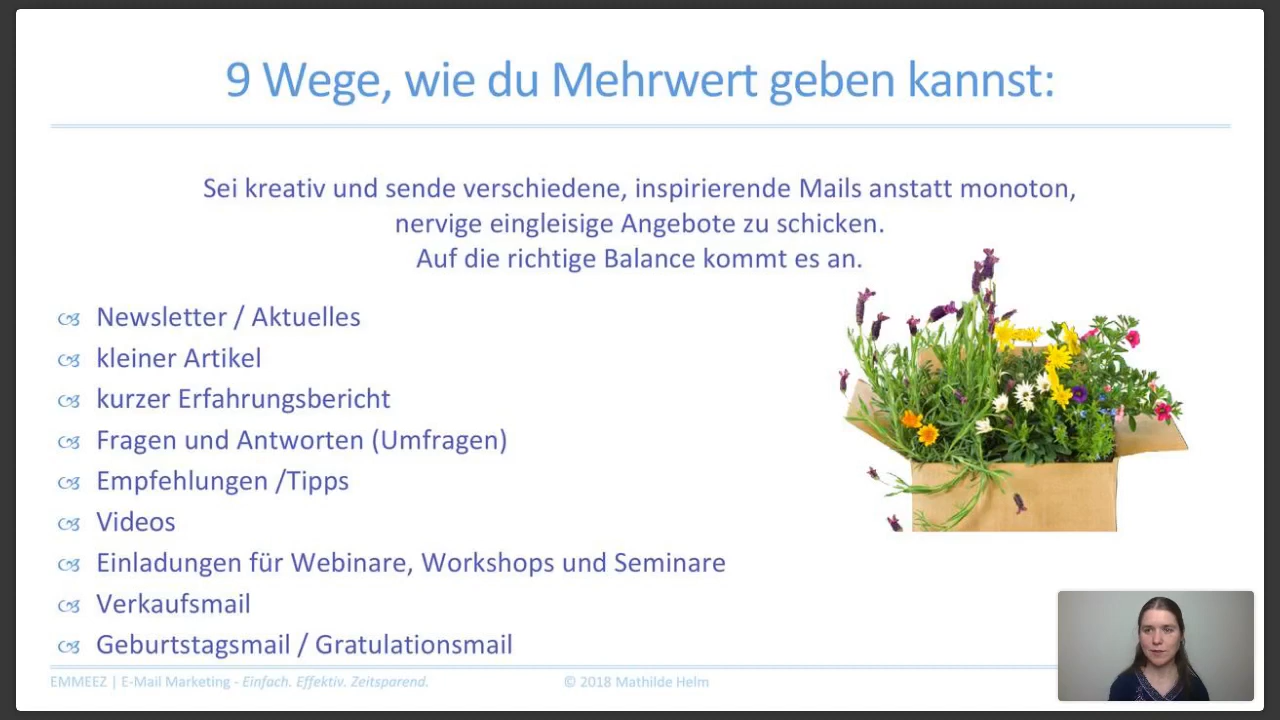 9 Wege, wie du Mehrwert geben kannst:
Sei kreativ und sende verschiedene, inspirierende Mails anstatt monoton,
nervige eingleisige Angebote zu schicken.
Auf die richtige Balance kommt es an.
Newsletter / Aktuelles
kleiner Artikel
kurzer Erfahrungsbericht
Fragen und Antworten (Umfragen)
Empfehlungen /Tipps
Videos
Einladungen für Webinare, Workshops und Seminare
Verkaufsmail
Geburtstagsmail / Gratulationsmail
EMMEEZ | E-Mail Marketing - Einfach. Effektiv. Zeitsparend.
© 2018 Mathilde Helm